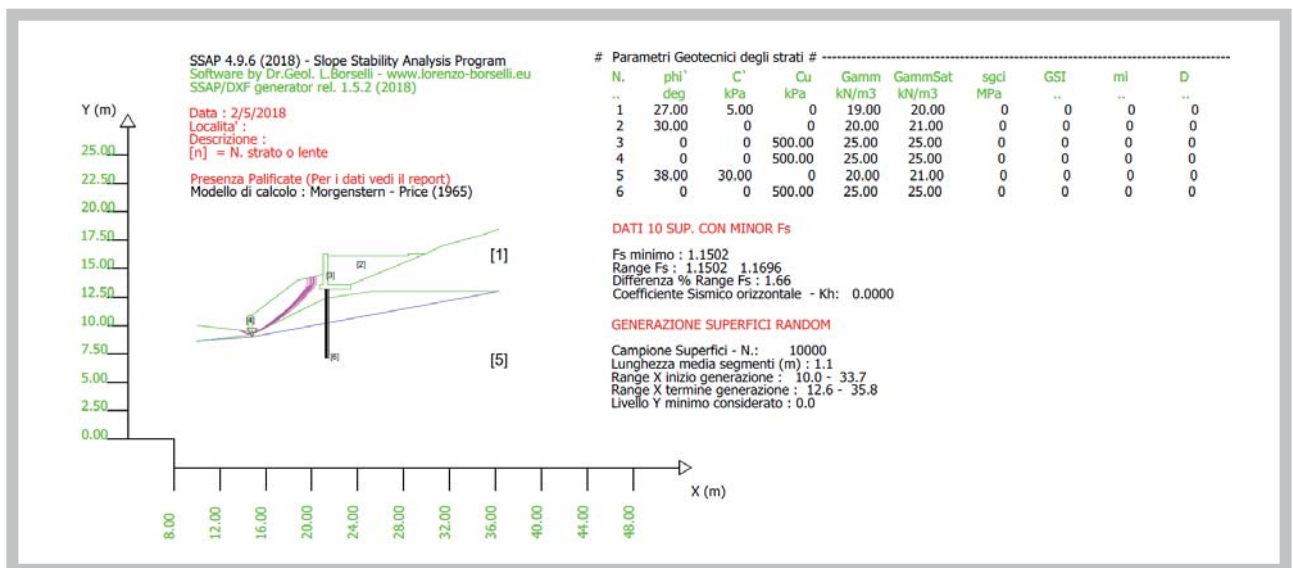 SSAP 4.9.6 (2018) - Slope Stability Analysis Program
Software by Dr.Geol. L.Borselli - www.lorenzo-borselli.eu
SSAP/DXF generator rel. 1.5.2 (2018)
Data : 2/5/2018
Localita' :
Descrizione :
[n] = N. strato o lente
Presenza Palificate (Per i dati vedi il report)
Modello di calcolo : Morgenstern - Price (1965)
Y (m)
25.00
22.50
20.00
17.50
15.00
12.50
10.00
7.50
5.00
2.50
0.00
[1]
[2]
[3]
[4]
[5]
[6]
8.00 12.00 16.00 20.00 24.00 28.00 32.00 36.00 40.00 44.00 48.00
X (m)
# Parametri Geotecnici degli strati # --------------------------------------------------
N. phi` C` Cu Gamm GammSat sgci GSI mi D
.. deg kPa kPa kN/m3 kN/m3 MPa .. .. ..
1 27.00 5.00 0 19.00 20.00 0 0 0 0
2 30.00 0 0 20.00 21.00 0 0 0 0
3 0 0 500.00 25.00 25.00 0 0 0 0
4 0 0 500.00 25.00 25.00 0 0 0 0
5 38.00 30.00 0 20.00 21.00 0 0 0 0
6 0 0 500.00 25.00 25.00 0 0 0 0
DATI 10 SUP. CON MINOR Fs
Fs minimo : 1.1502
Range Fs : 1.1502 1.1696
Differenza % Range Fs : 1.66
Coefficiente Sismico orizzontale - Kh: 0.0000
GENERAZIONE SUPERFICI RANDOM
Campione Superfici - N.: 10000
Lunghezza media segmenti (m) : 1.1
Range X inizio generazione : 10.0 - 33.7
Range X termine generazione : 12.6 - 35.8
Livello Y minimo considerato : 0.0